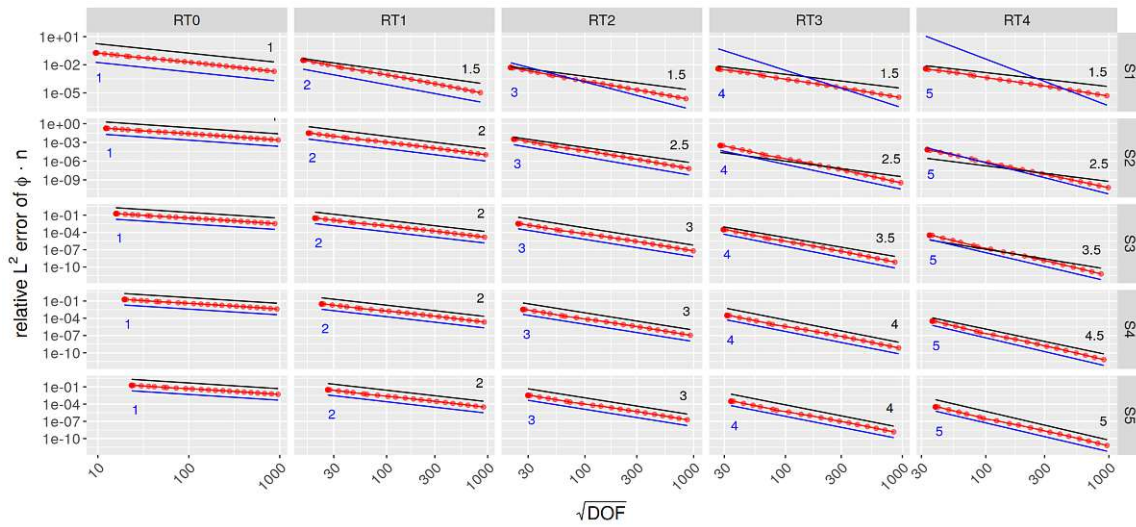 RT0 RT1 RT2 RT3 RT4
relative L² error of ϕ · n
1e+01 1 1 1.5 2 1.5 3 1.5 4 1.5 5 S1
1e-02
1e-05
1e+00 1 2 2 2.5 3 2.5 4 2.5 5 S2
1e-03
1e-06
1e-09
1e-01 1 2 2 3 3 3.5 4 3.5 5 S3
1e-04
1e-07
1e-10
1e-01 1 2 2 3 3 4 4 4.5 5 S4
1e-04
1e-07
1e-10
1e-01 1 2 2 3 3 4 4 5 5 S5
1e-04
1e-07
1e-10
10 100 1000 30 100 300 1000 30 100 300 1000 30 100 300 1000 30 100 300 1000
√DOF